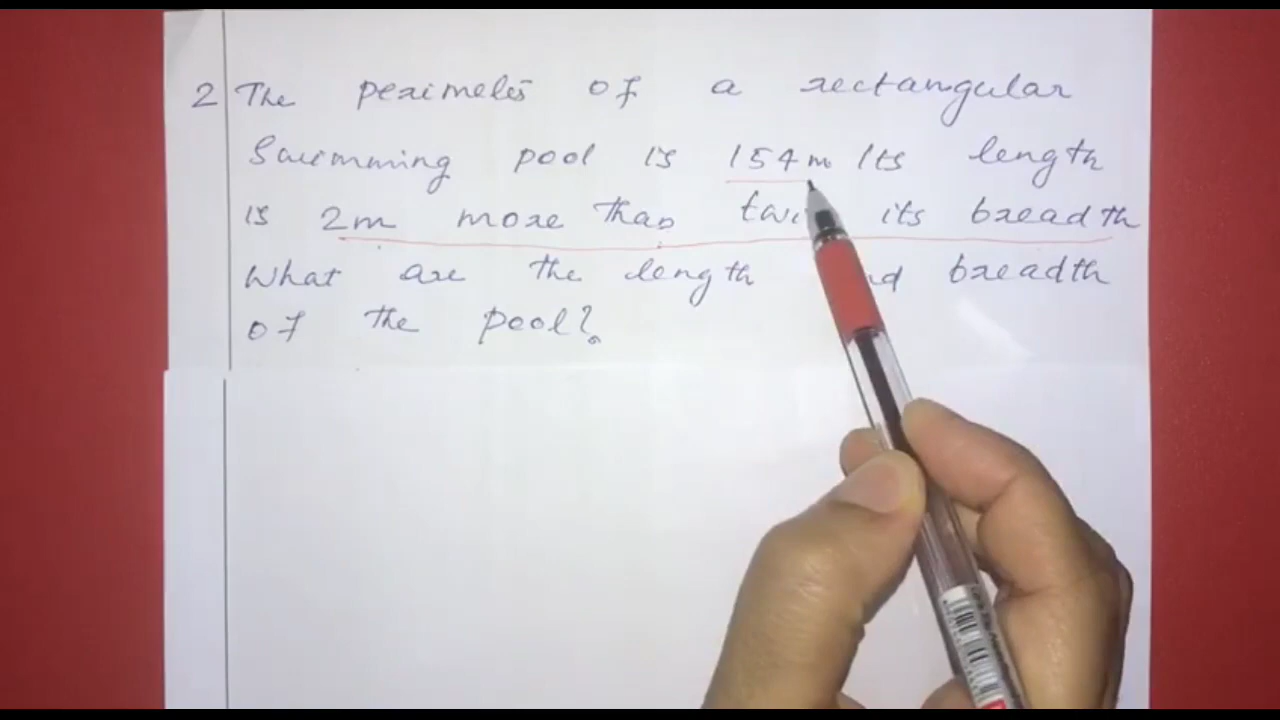 2 The perimeter of a rectangular
Swimming pool is 154m Its length
is 2m more than its breadth
What are the length breadth
of the pool?